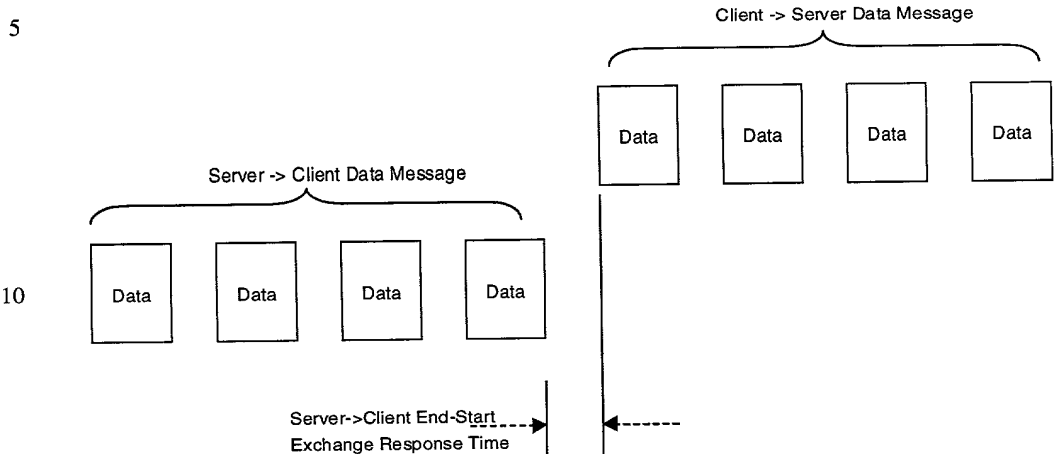 Client -> Server Data Message
5
Data Data Data Data
Server -> Client Data Message
10
Data Data Data Data
Server->Client End-Start
Exchange Response Time